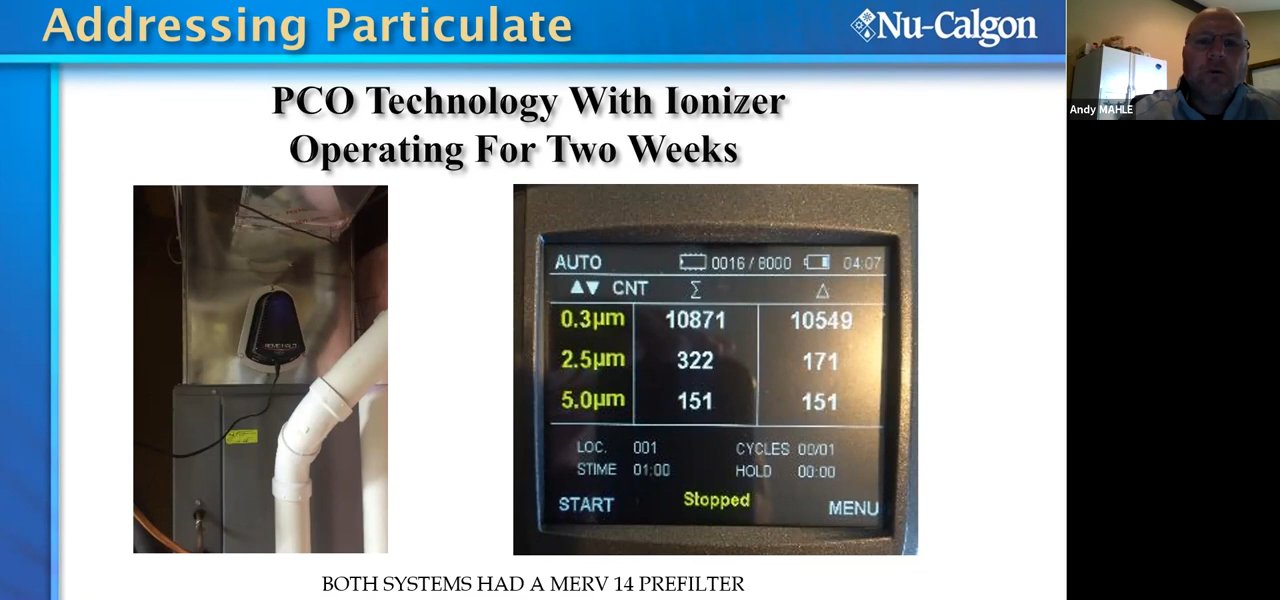 Addressing Particulate
Nu-Calgon
Andy MAHLE
PCO Technology With Ionizer
Operating For Two Weeks
REME HALO
AUTO 0016 / 8000 04:07
▲▼ CNT Σ △
0.3µm 10871 10549
2.5µm 322 171
5.0µm 151 151
LOC. 001 CYCLES 00/01
STIME 01:00 HOLD 00:00
START Stopped MENU
BOTH SYSTEMS HAD A MERV 14 PREFILTER